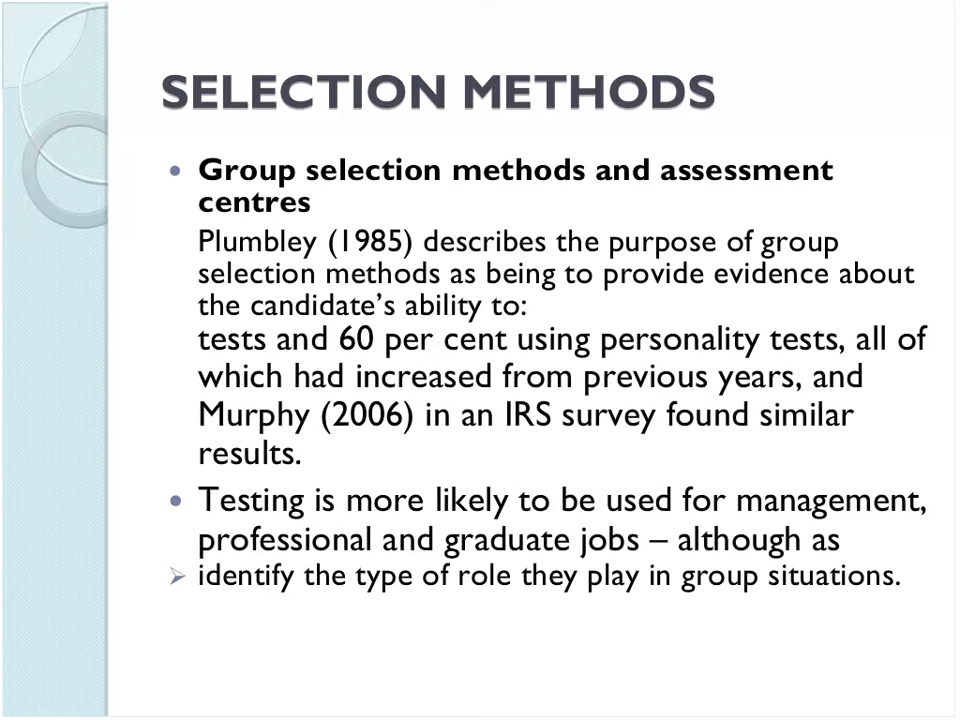 SELECTION METHODS
• Group selection methods and assessment
centres
Plumbley (1985) describes the purpose of group
selection methods as being to provide evidence about
the candidate’s ability to:
tests and 60 per cent using personality tests, all of
which had increased from previous years, and
Murphy (2006) in an IRS survey found similar
results.
• Testing is more likely to be used for management,
professional and graduate jobs – although as
➢ identify the type of role they play in group situations.